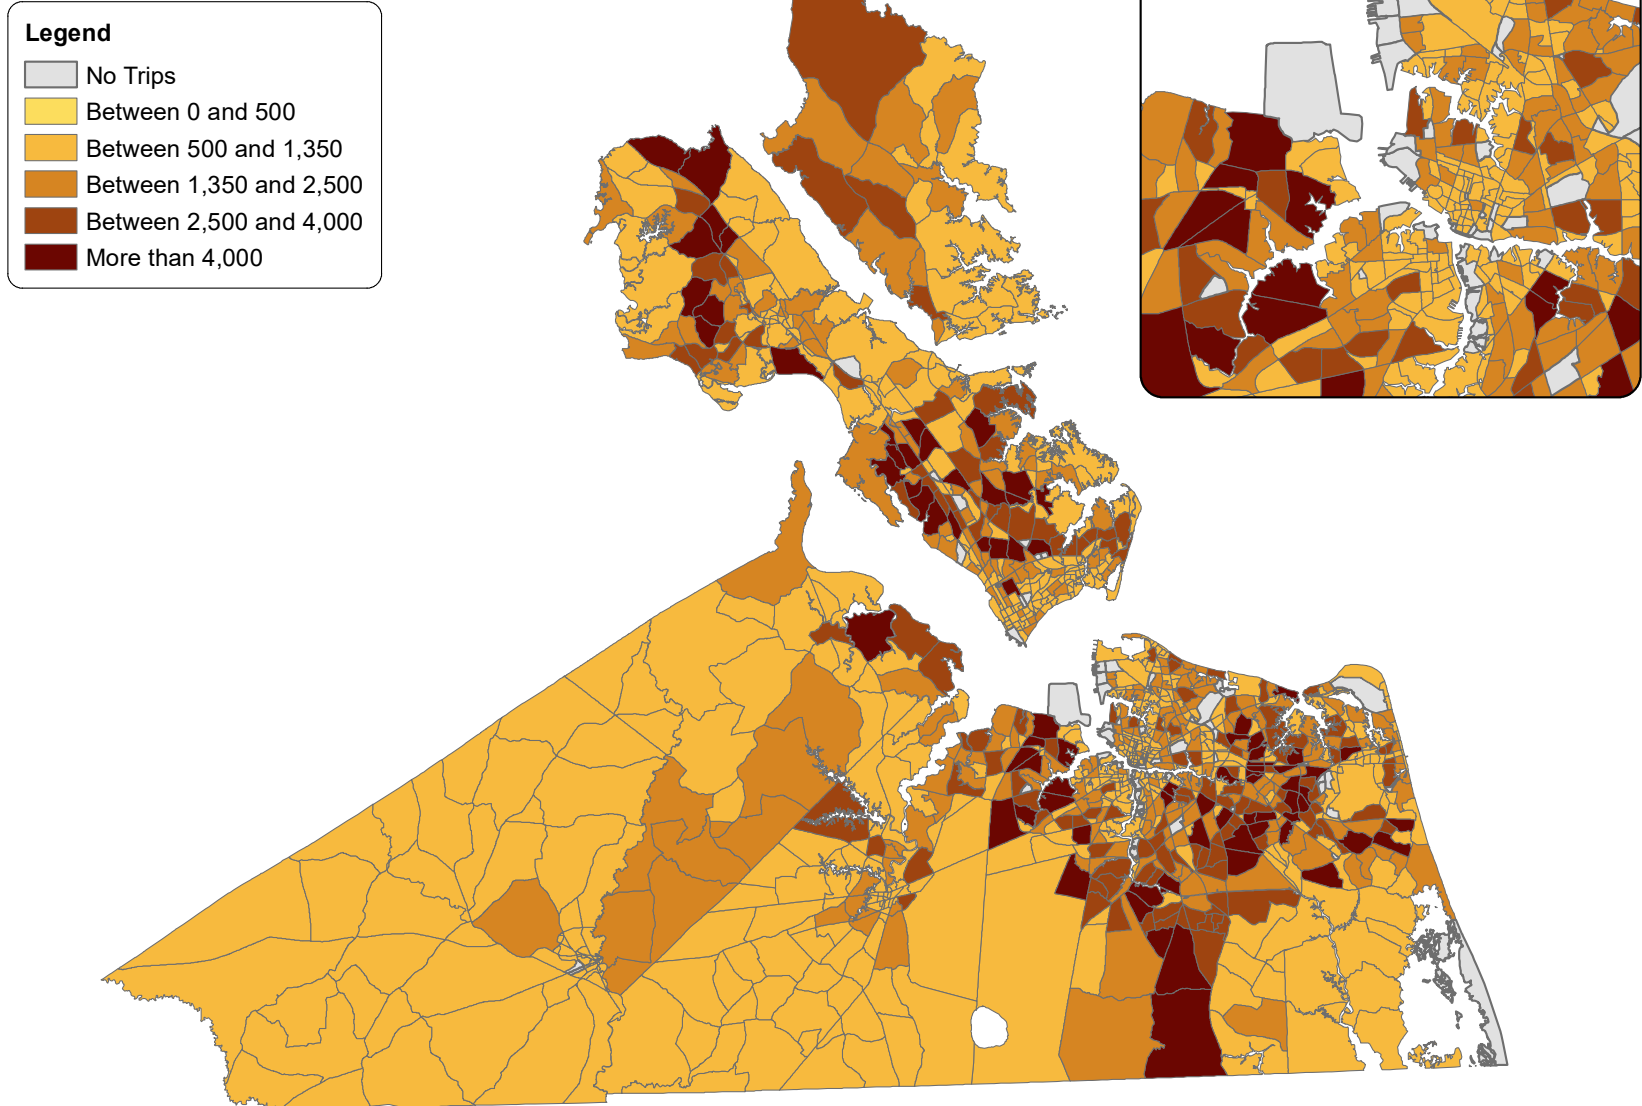 Legend
No Trips
Between 0 and 500
Between 500 and 1,350
Between 1,350 and 2,500
Between 2,500 and 4,000
More than 4,000